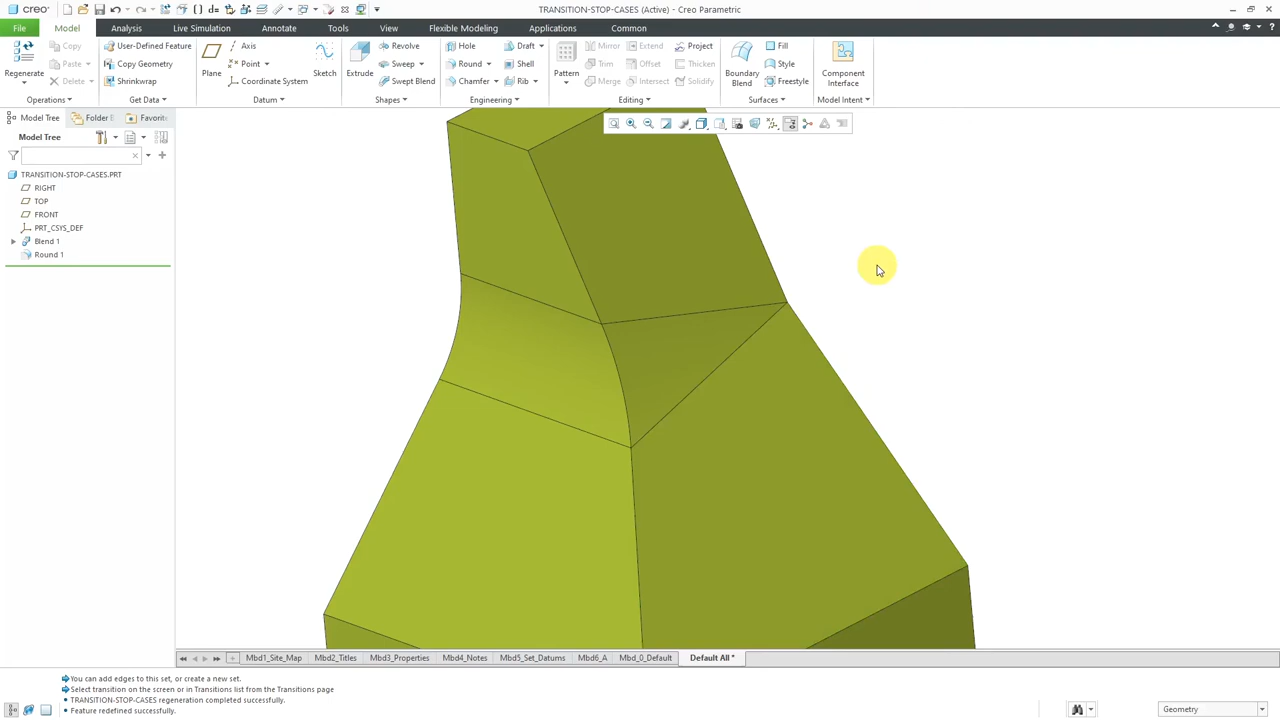 creo
TRANSITION-STOP-CASES (Active) - Creo Parametric
File Model Analysis Live Simulation Annotate Tools View Flexible Modeling Applications Common
Regenerate
Copy
Paste
Delete
Operations
User-Defined Feature
Copy Geometry
Shrinkwrap
Get Data
Plane
Axis
Point
Coordinate System
Sketch
Datum
Extrude
Revolve
Sweep
Swept Blend
Shapes
Hole
Round
Chamfer
Draft
Shell
Rib
Engineering
Pattern
Mirror
Trim
Merge
Extend
Offset
Intersect
Project
Thicken
Solidify
Editing
Boundary
Blend
Fill
Style
Freestyle
Surfaces
Component
Interface
Model Intent
Model Tree
Folder B
Favorite
Model Tree
TRANSITION-STOP-CASES.PRT
RIGHT
TOP
FRONT
PRT_CSYS_DEF
Blend 1
Round 1
Mbd1_Site_Map Mbd2_Titles Mbd3_Properties Mbd4_Notes Mbd5_Set_Datums Mbd6_A Mbd_0_Default Default All *
You can add edges to this set, or create a new set.
Select transition on the screen or in Transitions list from the Transitions page
• TRANSITION-STOP-CASES regeneration completed successfully.
• Feature redefined successfully.
Geometry